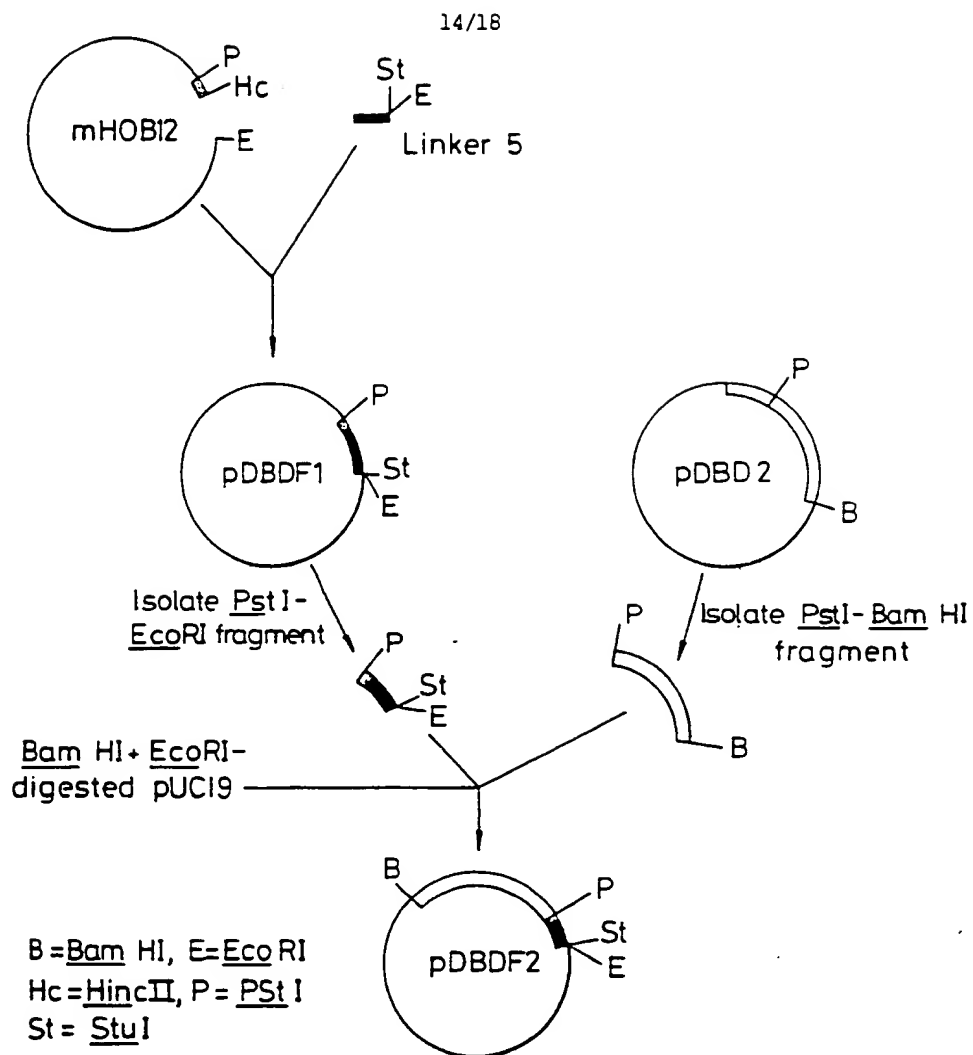 14/18
P
Hc
mHOB12
E
St
E
Linker 5
P
pDBDF1
St
E
P
pDBD 2
B
Isolate PstI-
EcoRI fragment
P
St
E
Isolate PstI-Bam HI
fragment
P
B
Bam HI + EcoRI-
digested pUC19
B
P
St
E
pDBDF2
B = Bam HI, E = Eco RI
Hc = HincII, P = PSt I
St = StuI